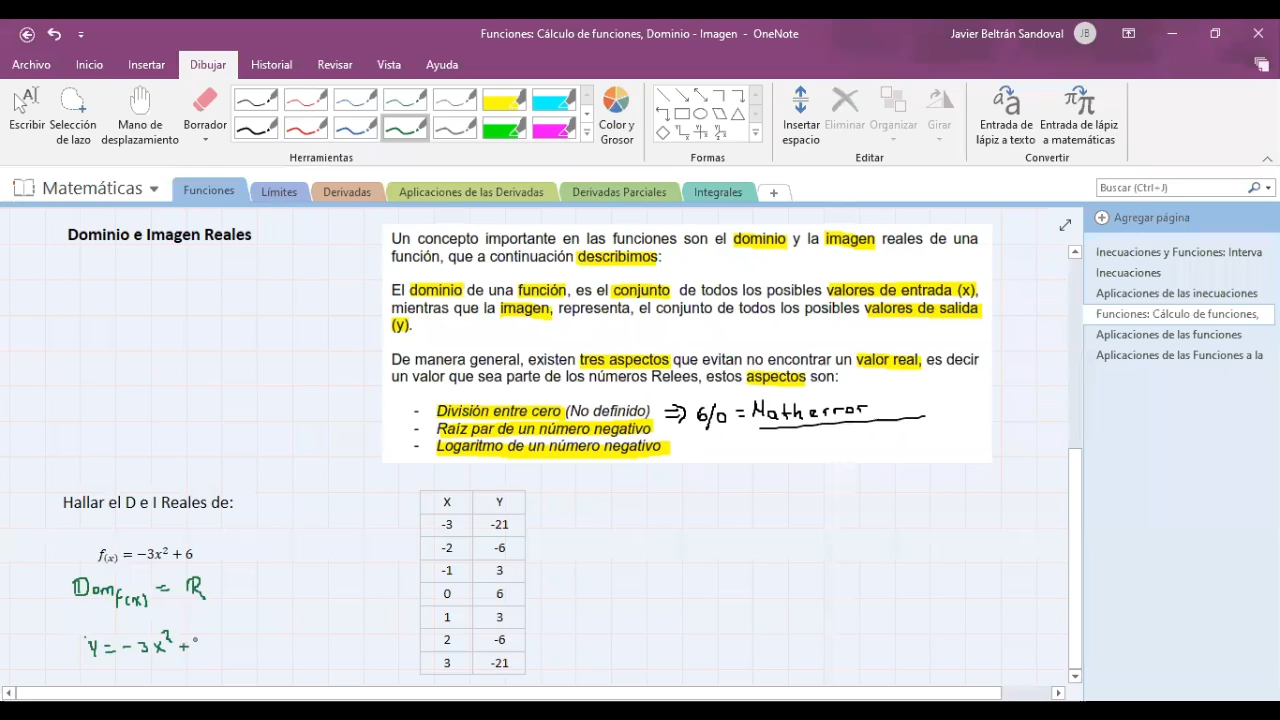 Funciones: Cálculo de funciones, Dominio - Imagen - OneNote
Javier Beltrán Sandoval
JB
Archivo Inicio Insertar Dibujar Historial Revisar Vista Ayuda
Escribir
Selección de lazo
Mano de desplazamiento
Borrador
Color y Grosor
Insertar espacio
Eliminar
Organizar
Girar
Entrada de lápiz a texto
Entrada de lápiz a matemáticas
Herramientas
Formas
Editar
Convertir
Matemáticas
Funciones Límites Derivadas Aplicaciones de las Derivadas Derivadas Parciales Integrales
Buscar (Ctrl+J)
Agregar página
Inecuaciones y Funciones: Interva
Inecuaciones
Aplicaciones de las inecuaciones
Funciones: Cálculo de funciones,
Aplicaciones de las funciones
Aplicaciones de las Funciones a la
Dominio e Imagen Reales
Un concepto importante en las funciones son el dominio y la imagen reales de una
función, que a continuación describimos:
El dominio de una función, es el conjunto de todos los posibles valores de entrada (x),
mientras que la imagen, representa, el conjunto de todos los posibles valores de salida
(y).
De manera general, existen tres aspectos que evitan no encontrar un valor real, es decir
un valor que sea parte de los números Relees, estos aspectos son:
- División entre cero (No definido) ⇒ 6/0 = Math error
- Raíz par de un número negativo
- Logaritmo de un número negativo
Hallar el D e I Reales de:
f(x) = −3x² + 6
Dom f(x) = ℝ
y = - 3x² +
X Y
-3 -21
-2 -6
-1 3
0 6
1 3
2 -6
3 -21